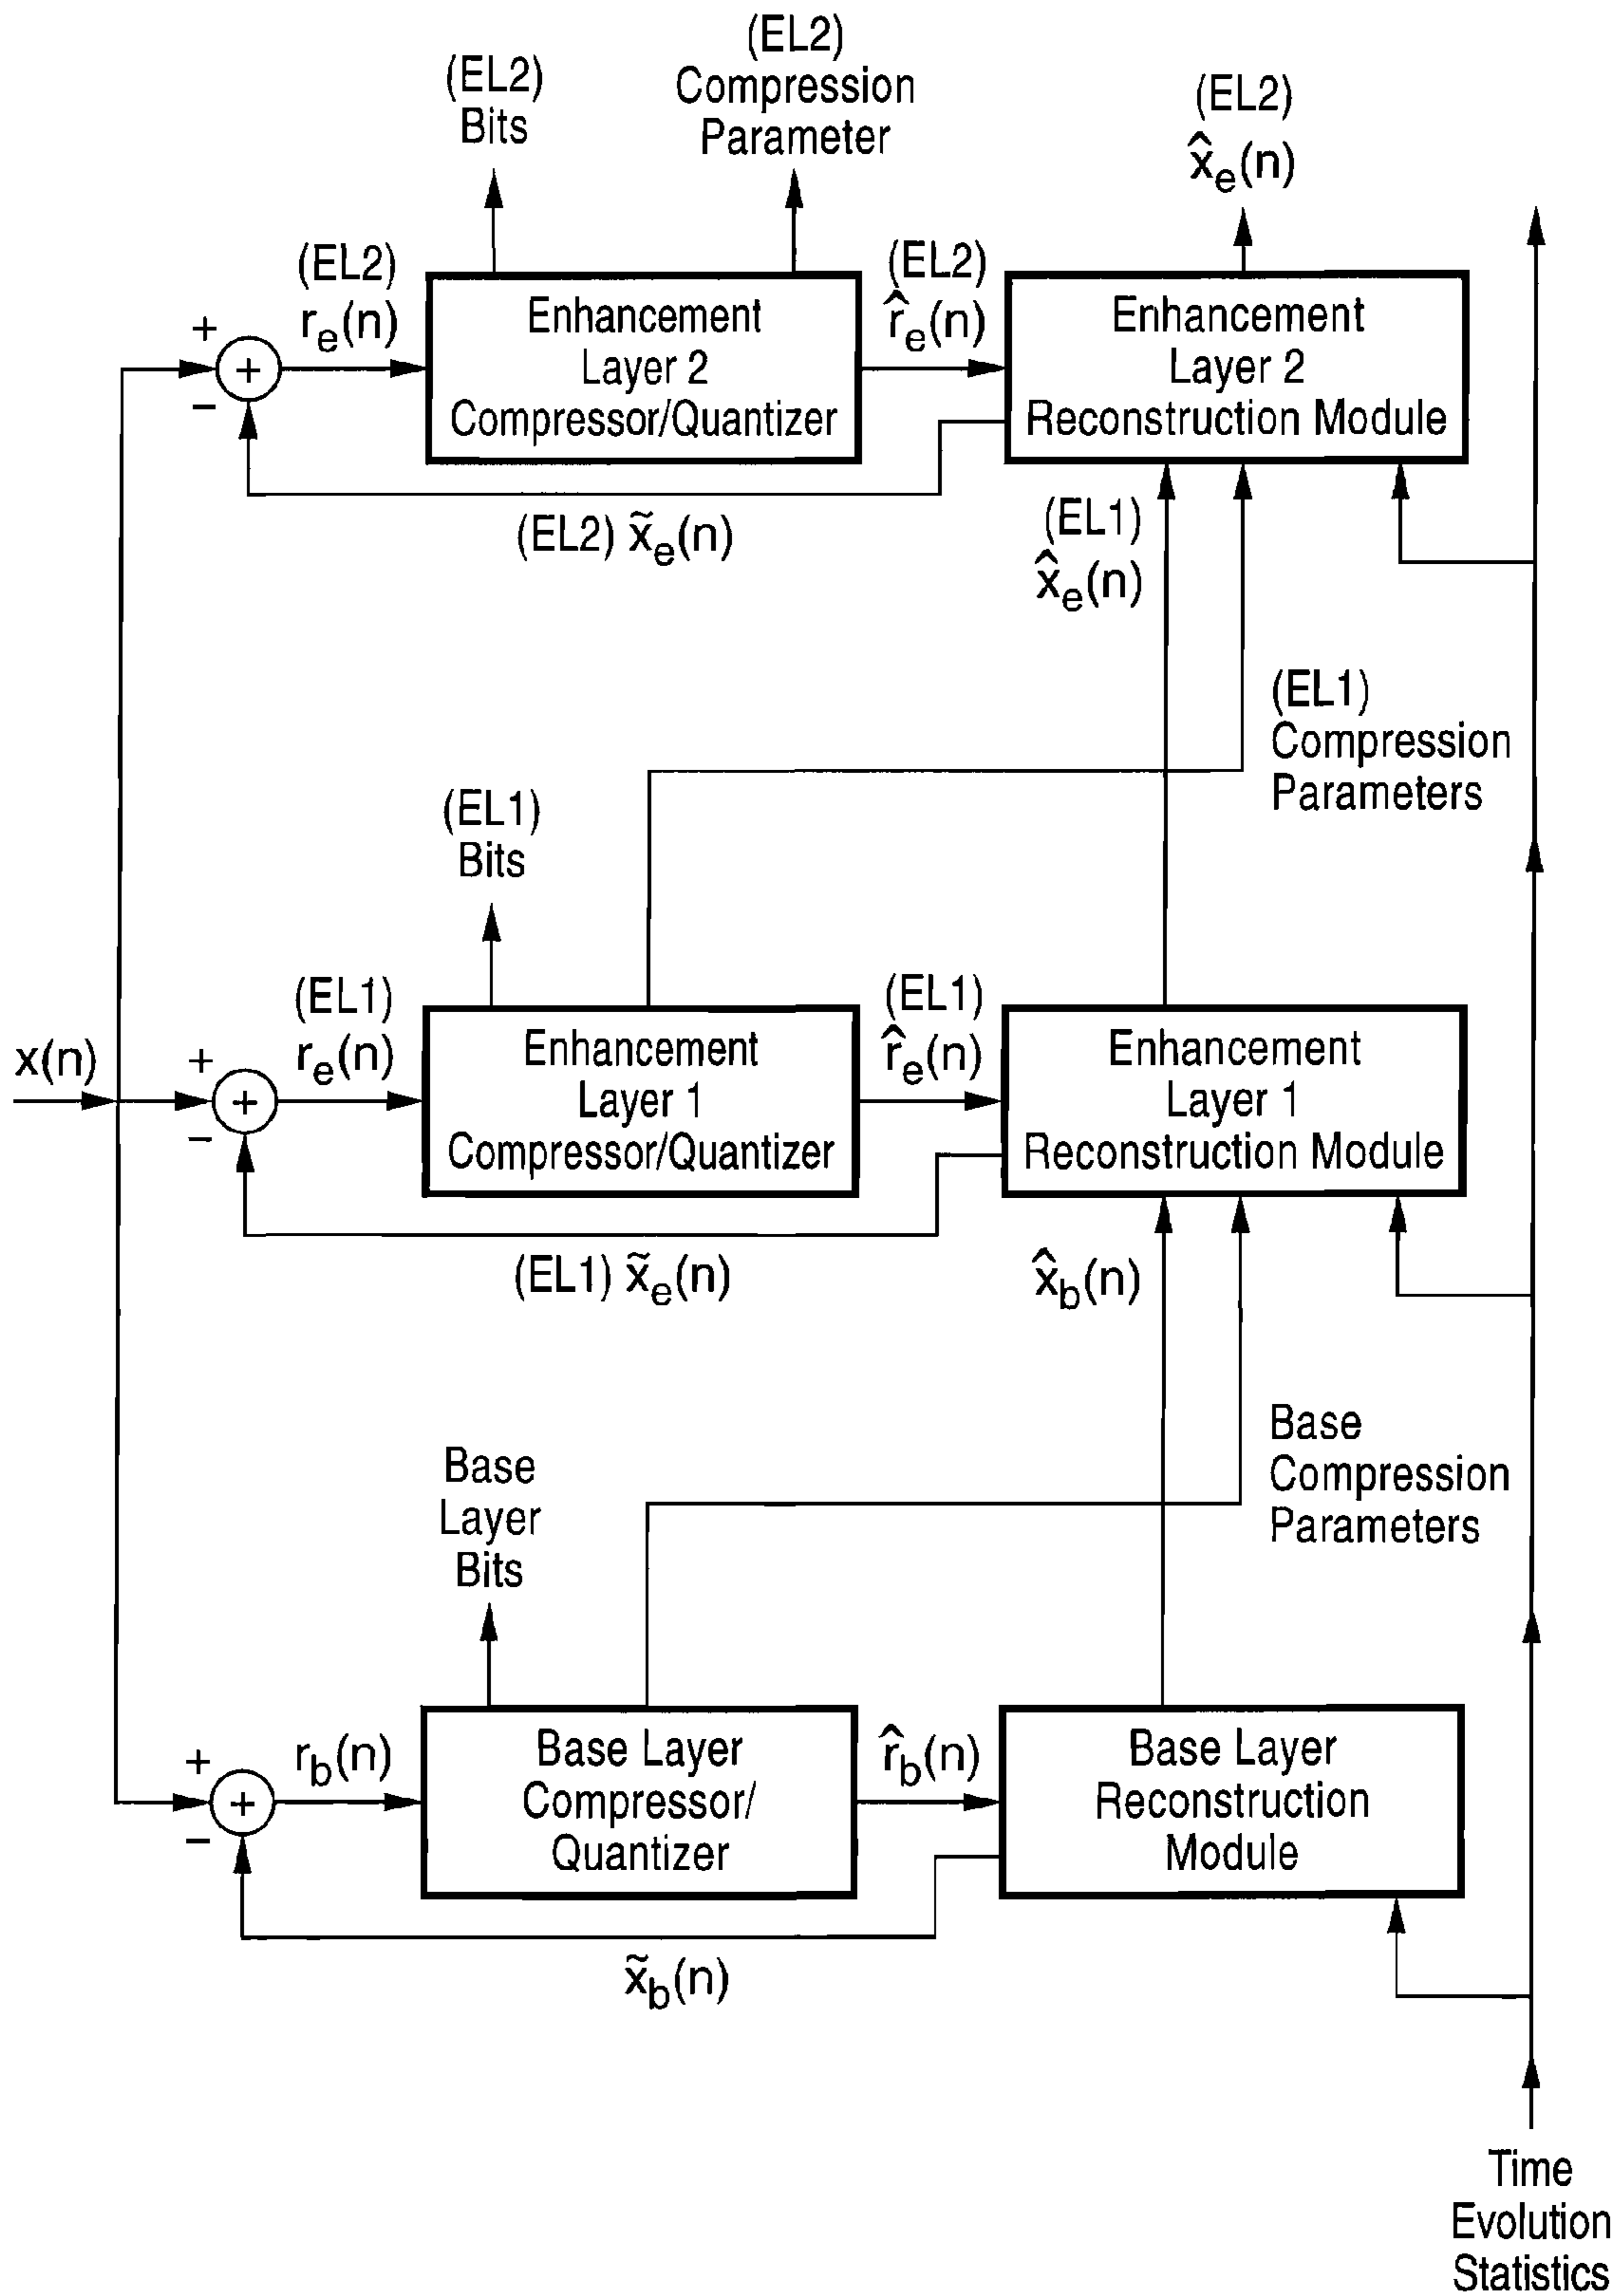 (EL2)
Bits
(EL2)
Compression
Parameter
(EL2)
x̂e(n)
(EL2)
re(n)
+
+
−
Enhancement
Layer 2
Compressor/Quantizer
(EL2)
r̂e(n)
Enhancement
Layer 2
Reconstruction Module
(EL2) x̃e(n)
(EL1)
x̂e(n)
(EL1)
Compression
Parameters
(EL1)
Bits
x(n)
+
+
−
(EL1)
re(n)
Enhancement
Layer 1
Compressor/Quantizer
(EL1)
r̂e(n)
Enhancement
Layer 1
Reconstruction Module
(EL1) x̃e(n)
x̂b(n)
Base
Compression
Parameters
Base
Layer
Bits
+
+
−
rb(n)
Base Layer
Compressor/
Quantizer
r̂b(n)
Base Layer
Reconstruction
Module
x̃b(n)
Time
Evolution
Statistics